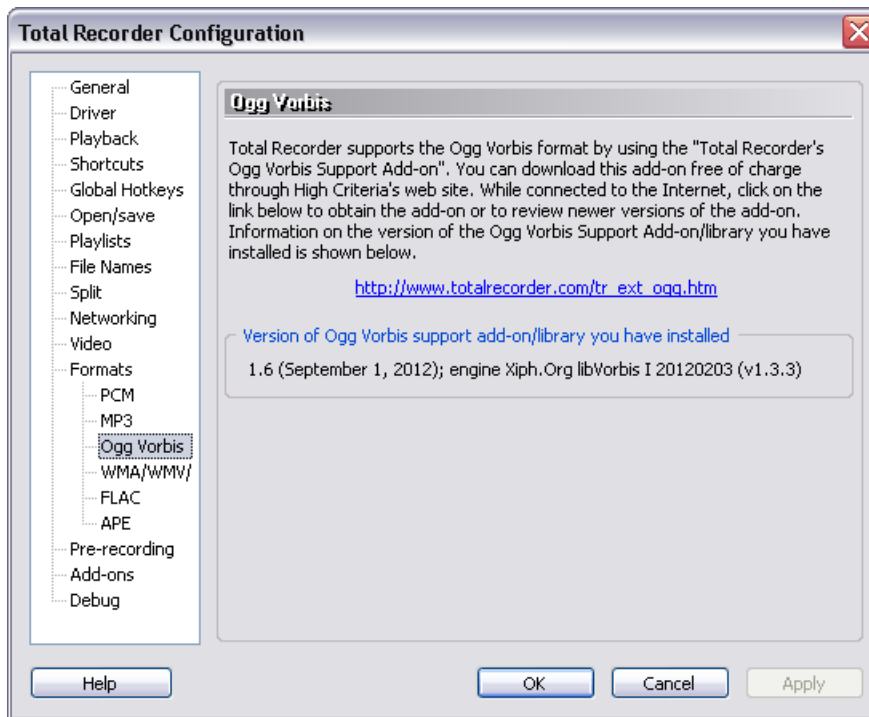 Total Recorder Configuration
General
Driver
Playback
Shortcuts
Global Hotkeys
Open/save
Playlists
File Names
Split
Networking
Video
Formats
PCM
MP3
Ogg Vorbis
WMA/WMV/
FLAC
APE
Pre-recording
Add-ons
Debug
Ogg Vorbis
Total Recorder supports the Ogg Vorbis format by using the "Total Recorder's
Ogg Vorbis Support Add-on". You can download this add-on free of charge
through High Criteria's web site. While connected to the Internet, click on the
link below to obtain the add-on or to review newer versions of the add-on.
Information on the version of the Ogg Vorbis Support Add-on/library you have
installed is shown below.
http://www.totalrecorder.com/tr_ext_ogg.htm
Version of Ogg Vorbis support add-on/library you have installed
1.6 (September 1, 2012); engine Xiph.Org libVorbis I 20120203 (v1.3.3)
Help
OK
Cancel
Apply